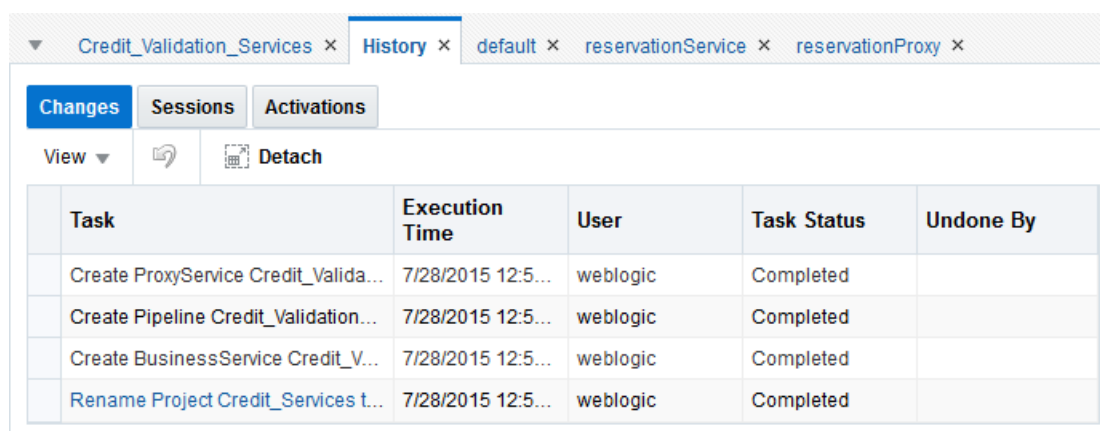 Credit_Validation_Services × History × default × reservationService × reservationProxy ×
Changes Sessions Activations
View Detach
Task Execution Time User Task Status Undone By
Create ProxyService Credit_Valida... 7/28/2015 12:5... weblogic Completed
Create Pipeline Credit_Validation... 7/28/2015 12:5... weblogic Completed
Create BusinessService Credit_V... 7/28/2015 12:5... weblogic Completed
Rename Project Credit_Services t... 7/28/2015 12:5... weblogic Completed